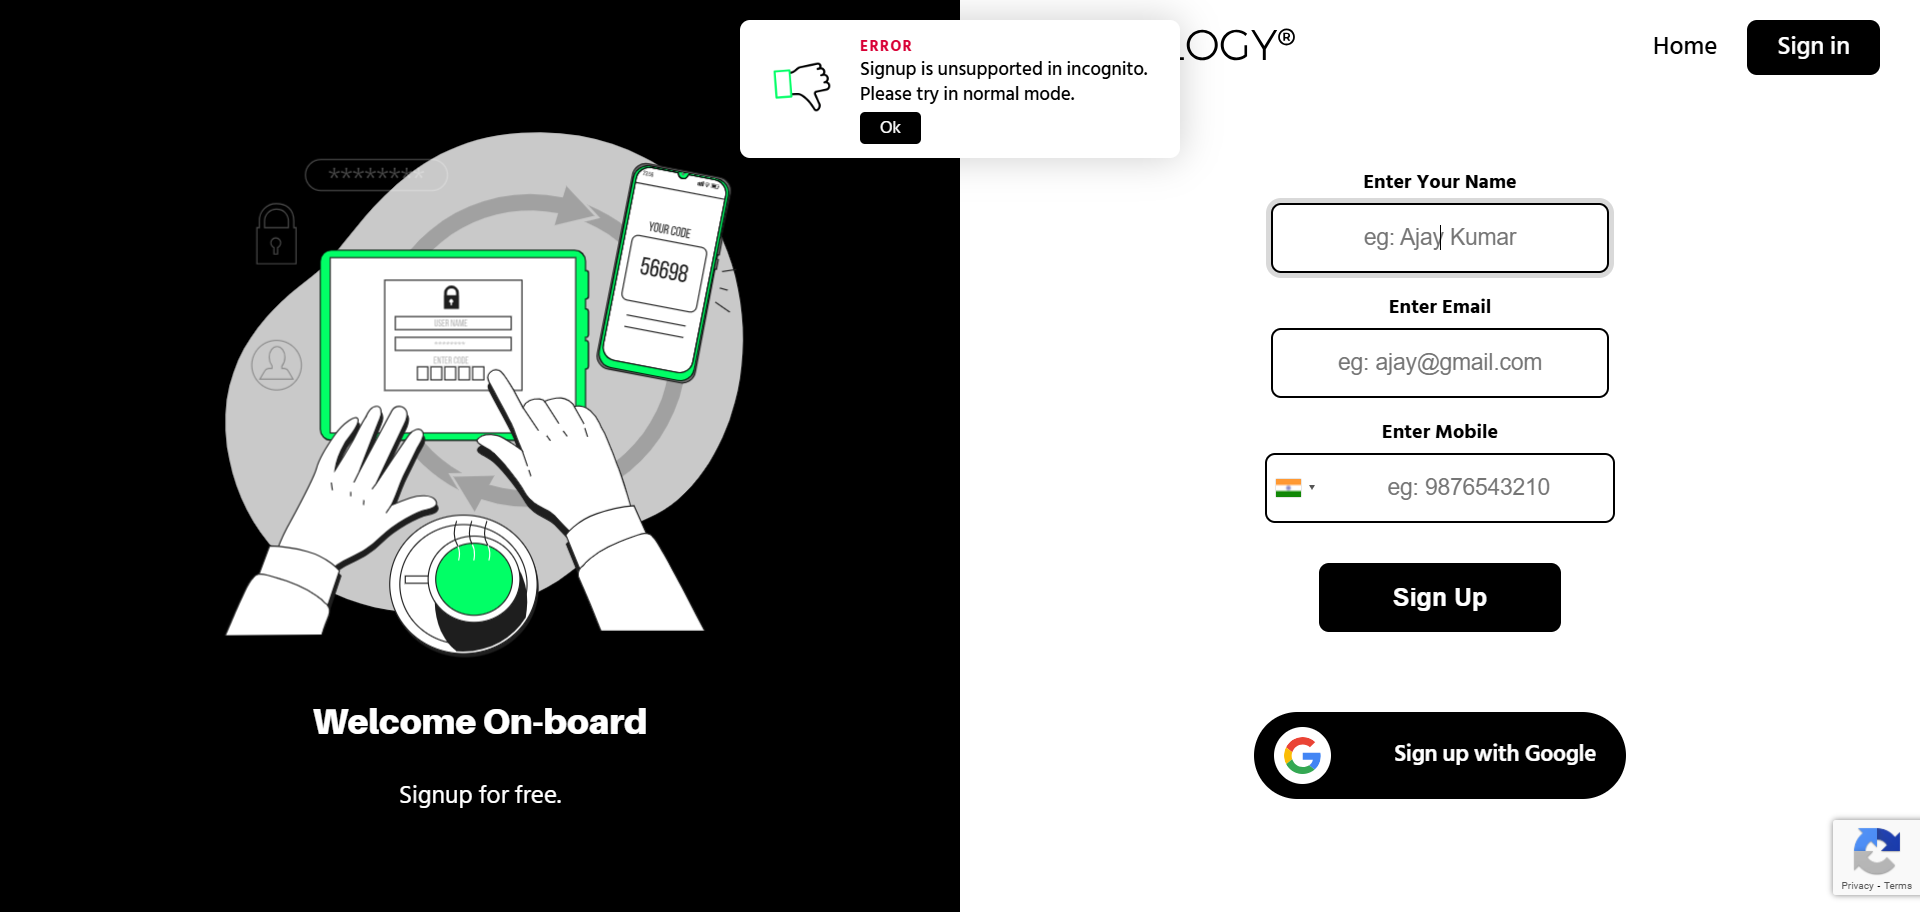 ERROR
Signup is unsupported in incognito.
Please try in normal mode.
Ok
LOGY®
Home
Sign in
********
YOUR CODE
56698
USER NAME
********
ENTER CODE
Welcome On-board
Signup for free.
Enter Your Name
eg: Ajay Kumar
Enter Email
eg: ajay@gmail.com
Enter Mobile
eg: 9876543210
Sign Up
Sign up with Google
Privacy - Terms